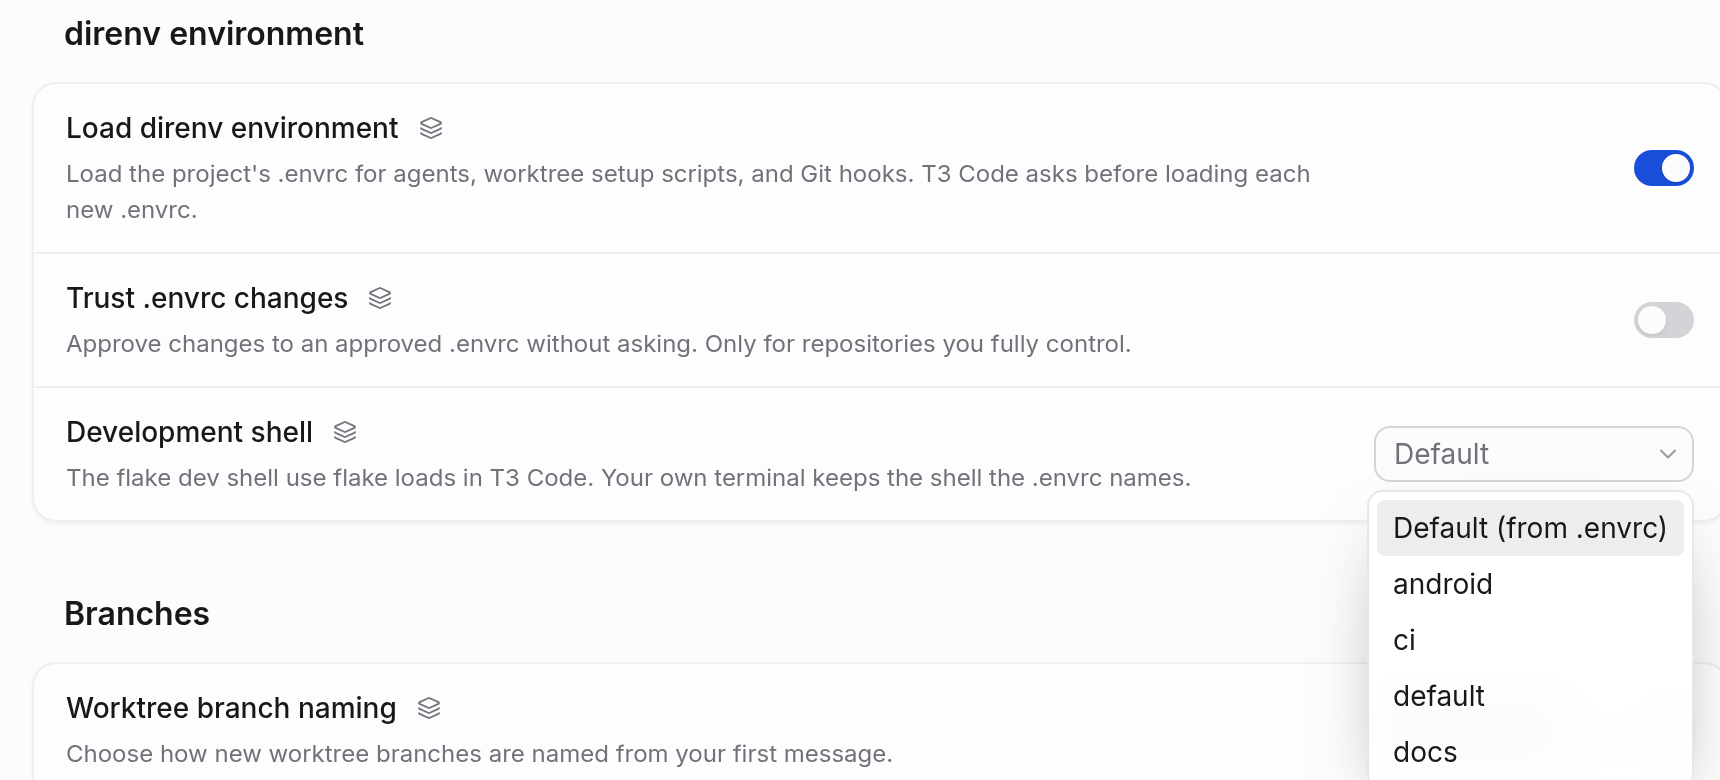 direnv environment
Load direnv environment
Load the project's .envrc for agents, worktree setup scripts, and Git hooks. T3 Code asks before loading each
new .envrc.
Trust .envrc changes
Approve changes to an approved .envrc without asking. Only for repositories you fully control.
Development shell
The flake dev shell use flake loads in T3 Code. Your own terminal keeps the shell the .envrc names.
Default
Default (from .envrc)
android
ci
default
docs
Branches
Worktree branch naming
Choose how new worktree branches are named from your first message.